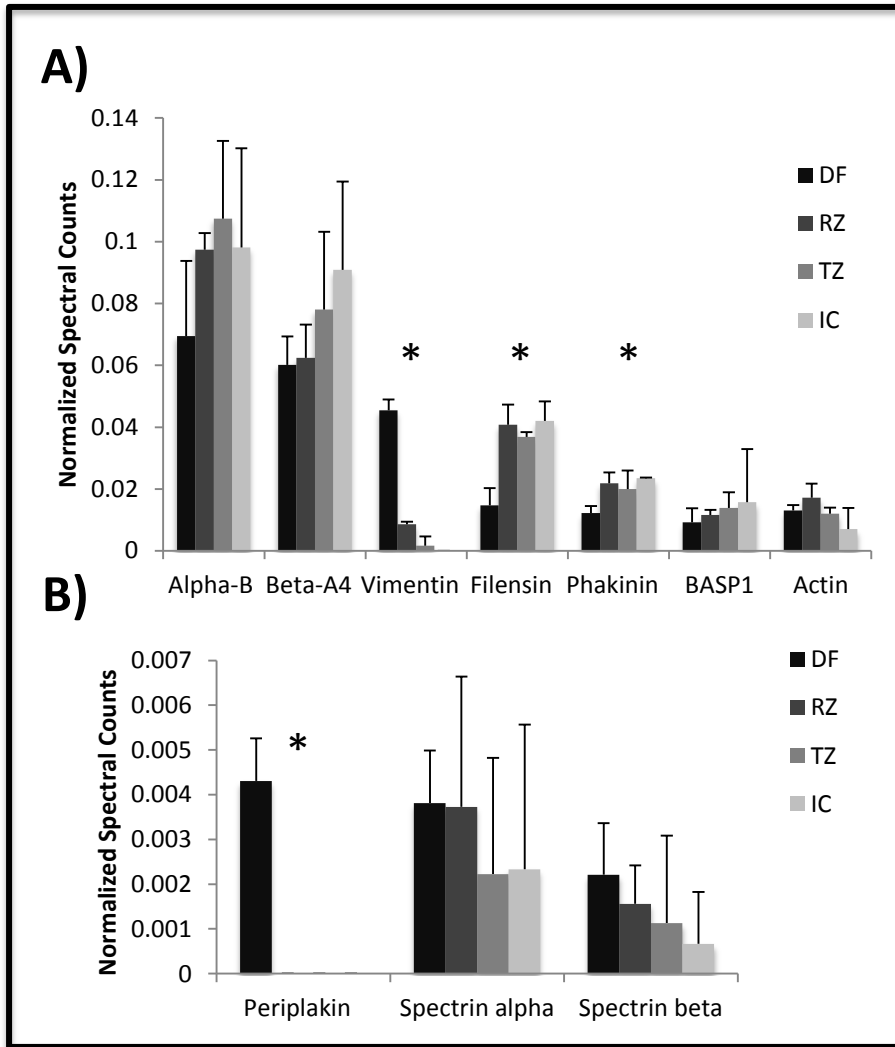 A)
Normalized Spectral Counts
0.14
0.12
0.1
0.08
0.06
0.04
0.02
0
* * *
DF
RZ
TZ
IC
Alpha-B Beta-A4 Vimentin Filensin Phakinin BASP1 Actin
B)
Normalized Spectral Counts
0.007
0.006
0.005
0.004
0.003
0.002
0.001
0
*
DF
RZ
TZ
IC
Periplakin Spectrin alpha Spectrin beta